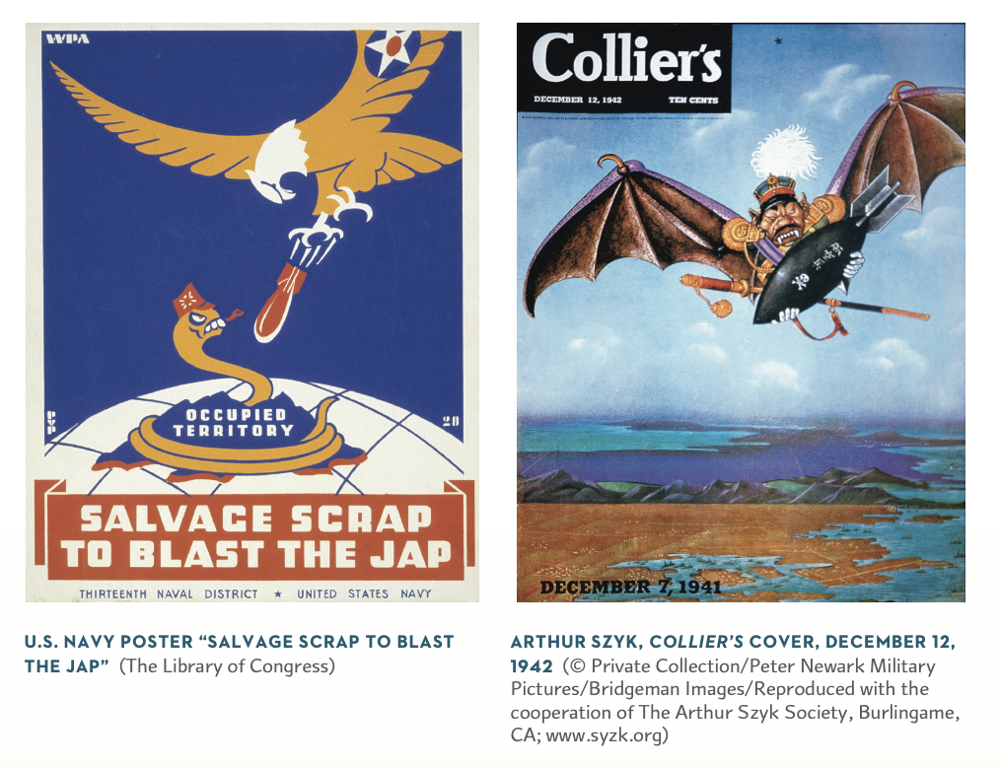 WPA
OCCUPIED
TERRITORY
PVP
20
SALVAGE SCRAP
TO BLAST THE JAP
THIRTEENTH NAVAL DISTRICT ★ UNITED STATES NAVY
U.S. NAVY POSTER “SALVAGE SCRAP TO BLAST
THE JAP” (The Library of Congress)
Collier's
DECEMBER 12, 1942 TEN CENTS
DECEMBER 7, 1941
ARTHUR SZYK, COLLIER’S COVER, DECEMBER 12,
1942 (© Private Collection/Peter Newark Military
Pictures/Bridgeman Images/Reproduced with the
cooperation of The Arthur Szyk Society, Burlingame,
CA; www.syzk.org)